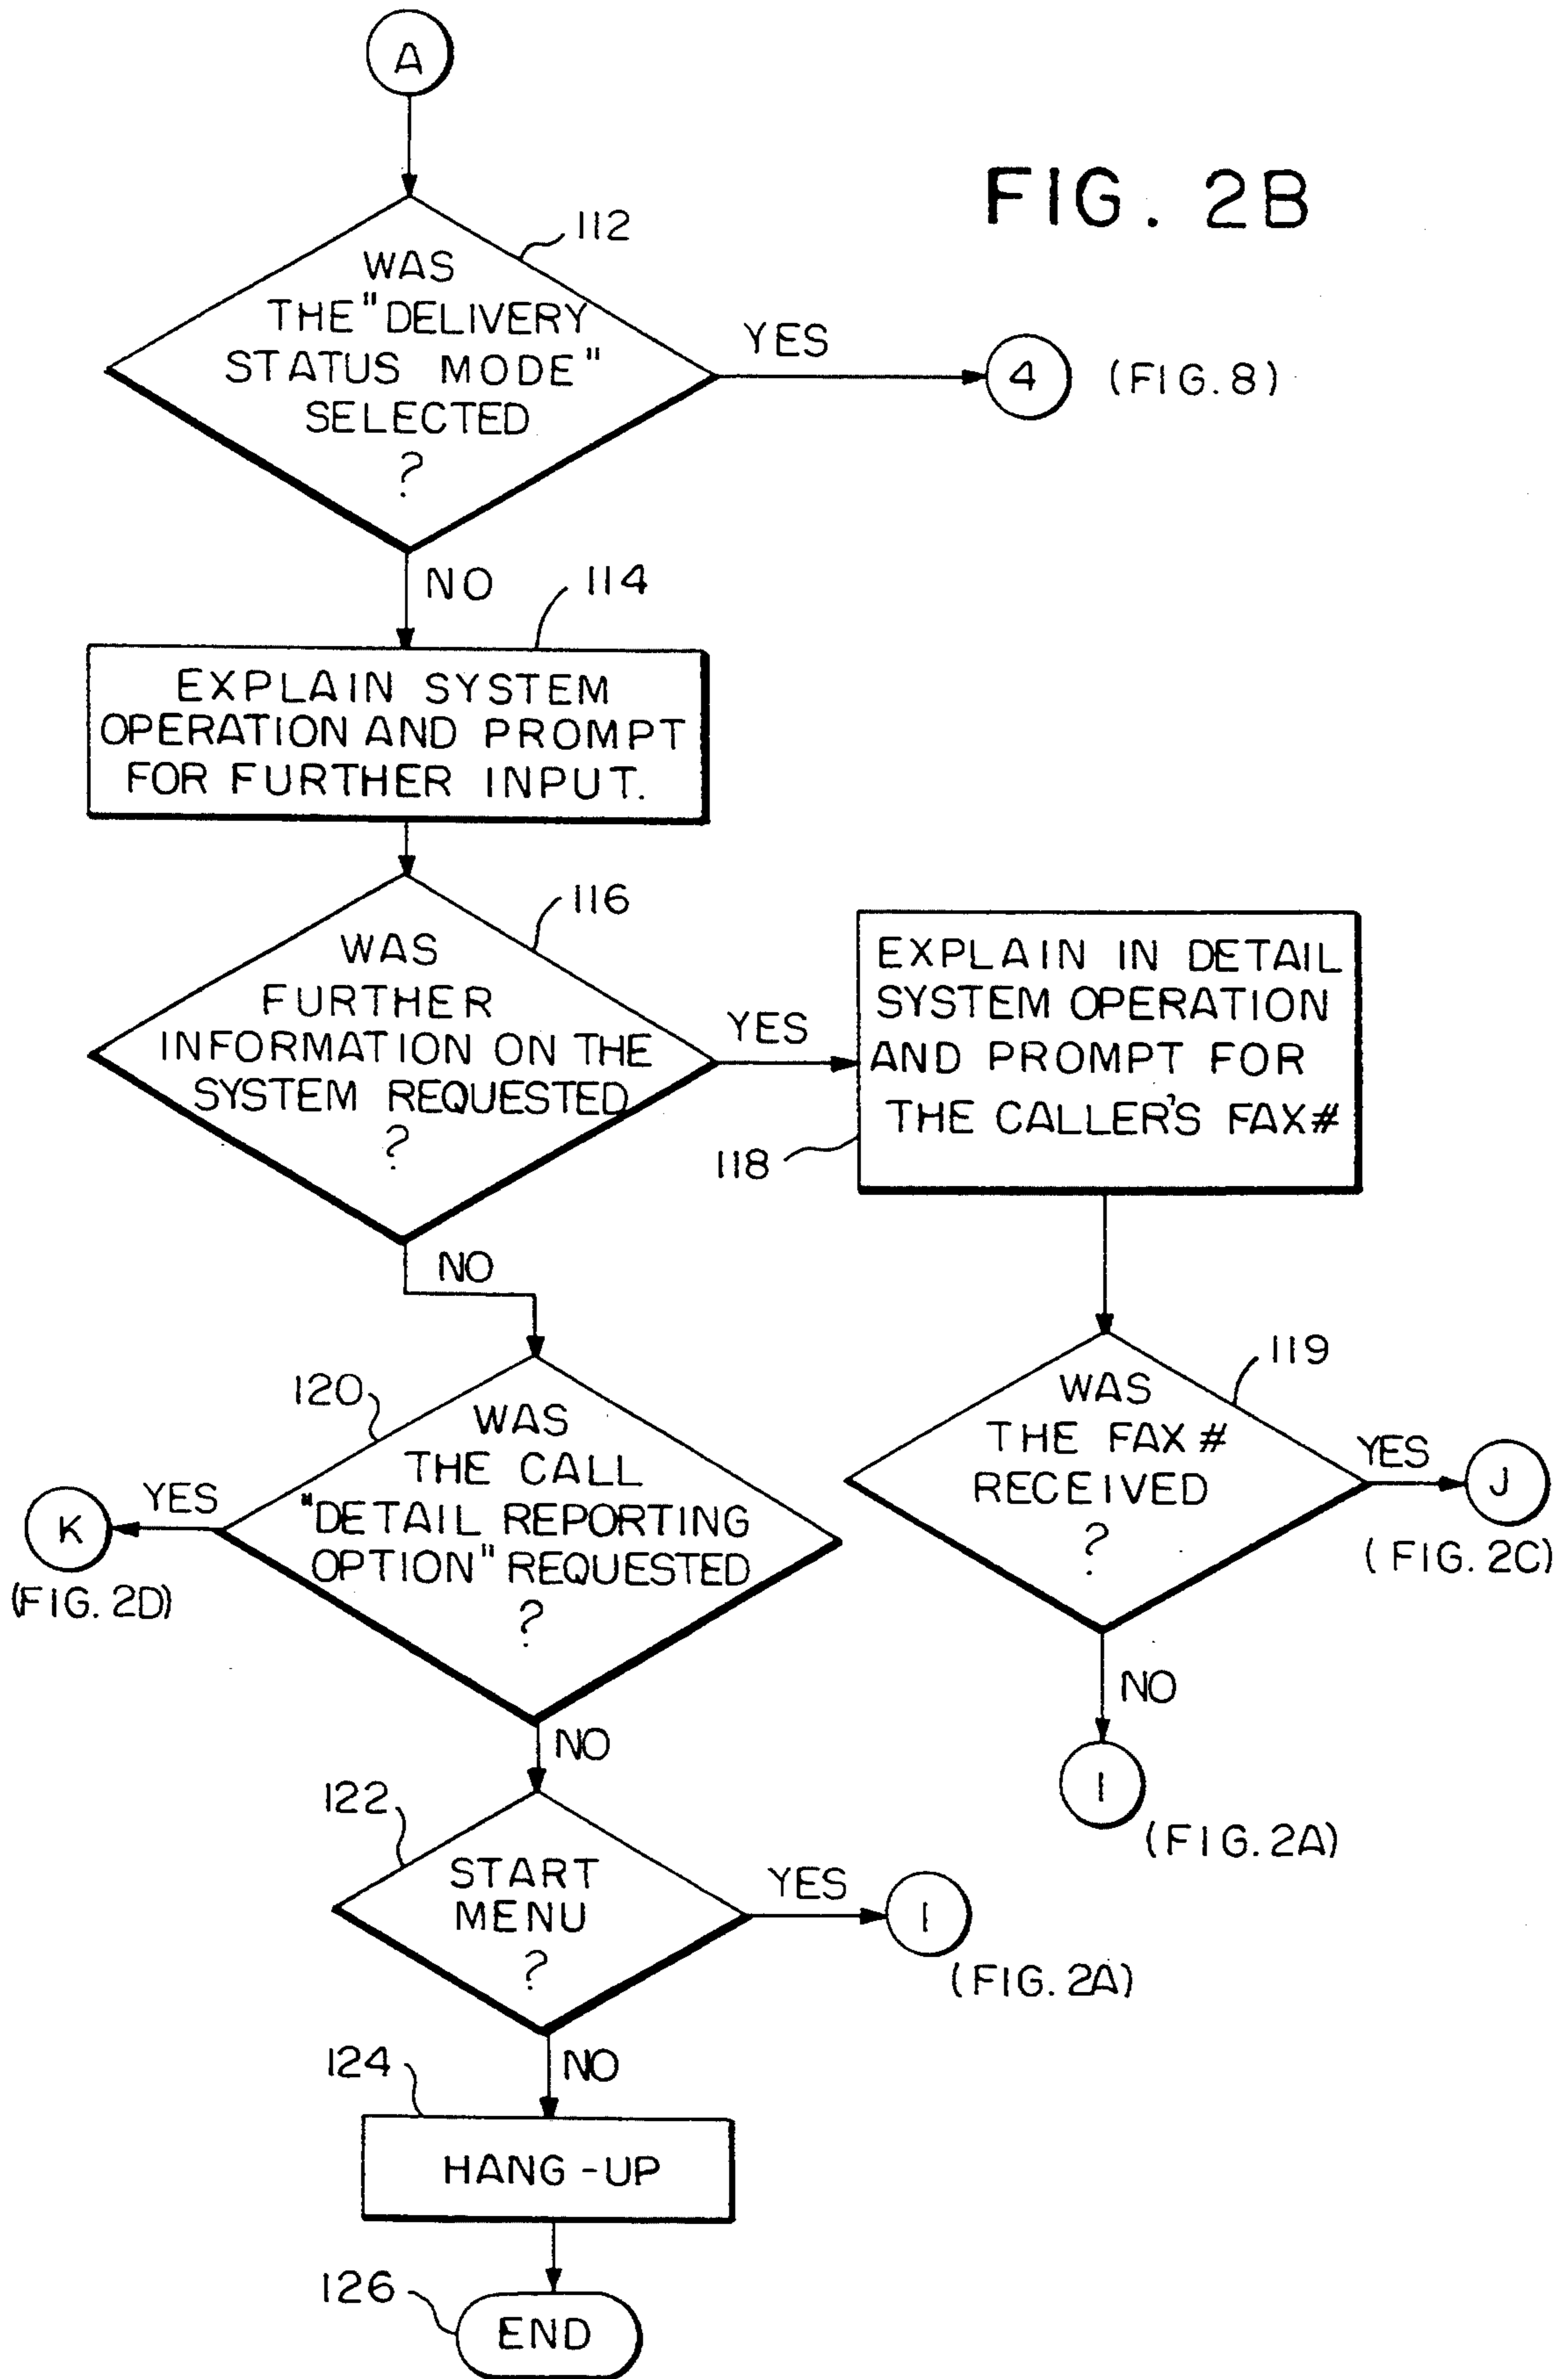 A
FIG. 2B
112
WAS
THE "DELIVERY
STATUS MODE"
SELECTED
?
YES
4
(FIG. 8)
NO
114
EXPLAIN SYSTEM
OPERATION AND PROMPT
FOR FURTHER INPUT.
116
WAS
FURTHER
INFORMATION ON THE
SYSTEM REQUESTED
?
YES
EXPLAIN IN DETAIL
SYSTEM OPERATION
AND PROMPT FOR
THE CALLER'S FAX#
118
NO
119
WAS
THE FAX #
RECEIVED
?
YES
J
(FIG. 2C)
NO
1
(FIG. 2A)
120
WAS
THE CALL
"DETAIL REPORTING
OPTION" REQUESTED
?
YES
K
(FIG. 2D)
NO
122
START
MENU
?
YES
1
(FIG. 2A)
NO
124
HANG-UP
126
END